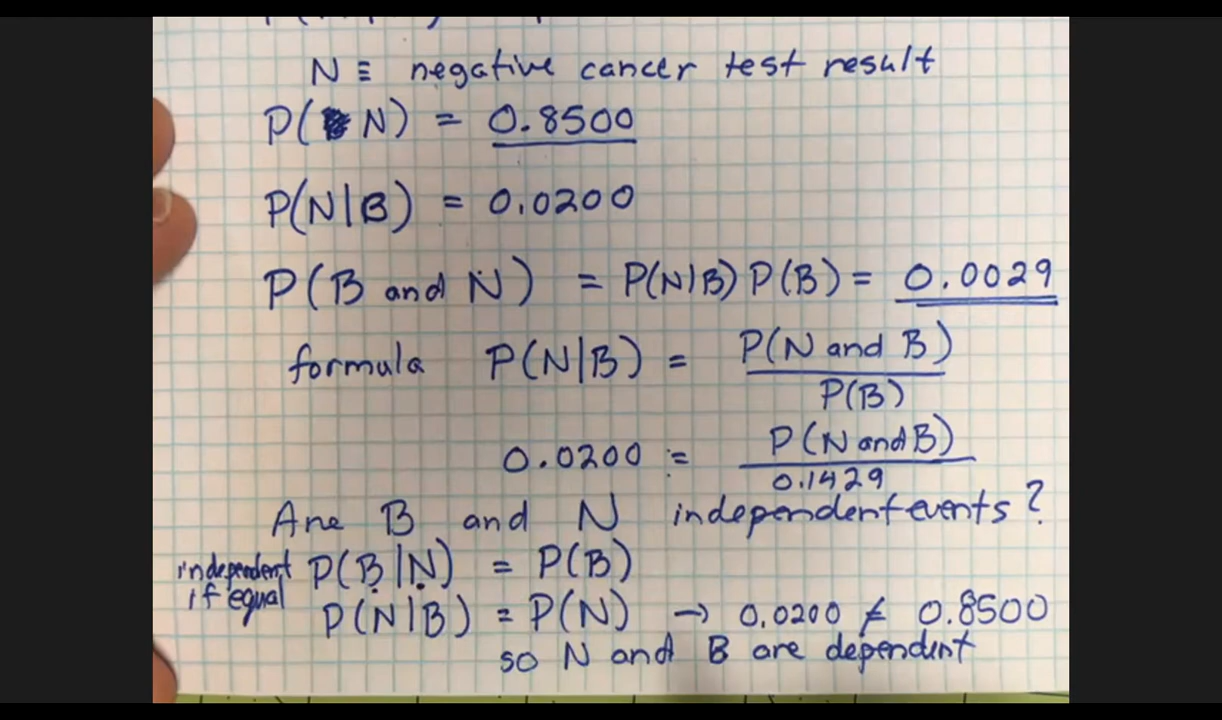 N ≡ negative cancer test result
P( N) = 0.8500
P(N|B) = 0.0200
P(B and N) = P(N|B) P(B) = 0.0029
formula P(N|B) = P(N and B) / P(B)
0.0200 = P(N and B) / 0.1429
Are B and N independent events?
independent if equal P(B|N) = P(B)
P(N|B) = P(N) → 0.0200 ≠ 0.8500
so N and B are dependent